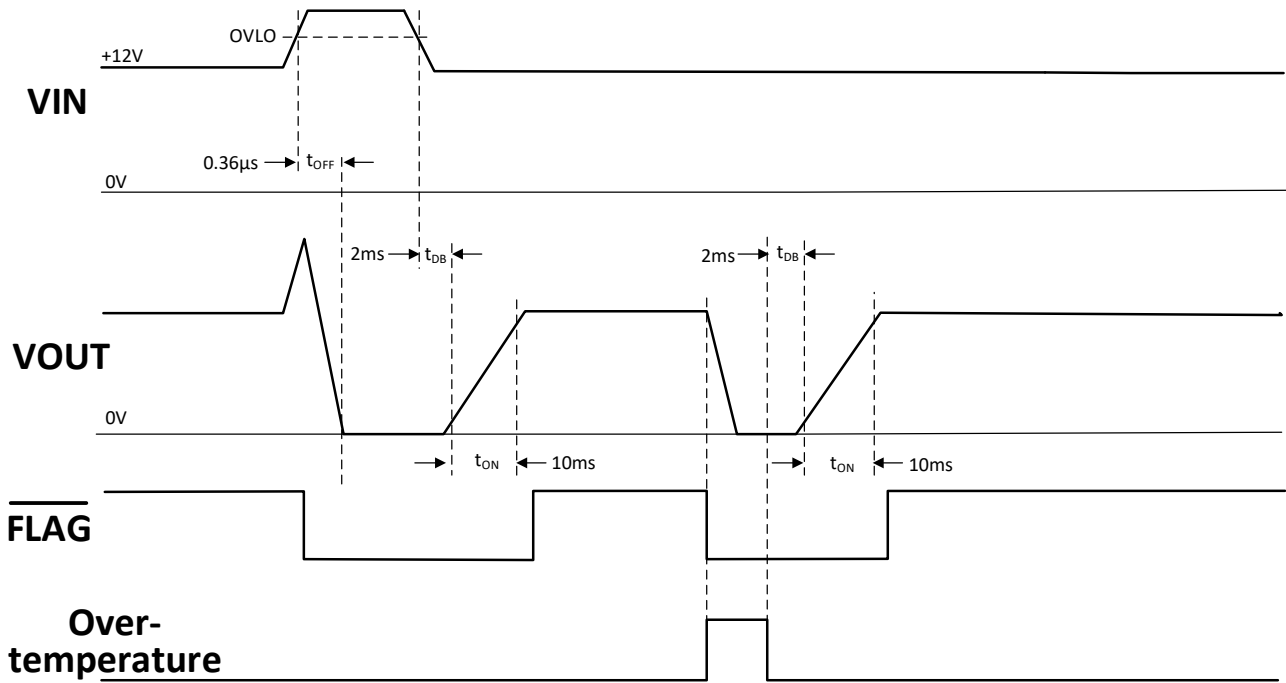 OVLO
+12V
VIN
0.36µs
tOFF
0V
2ms
tDB
2ms
tDB
VOUT
0V
tON
10ms
tON
10ms
FLAG
Over-
temperature